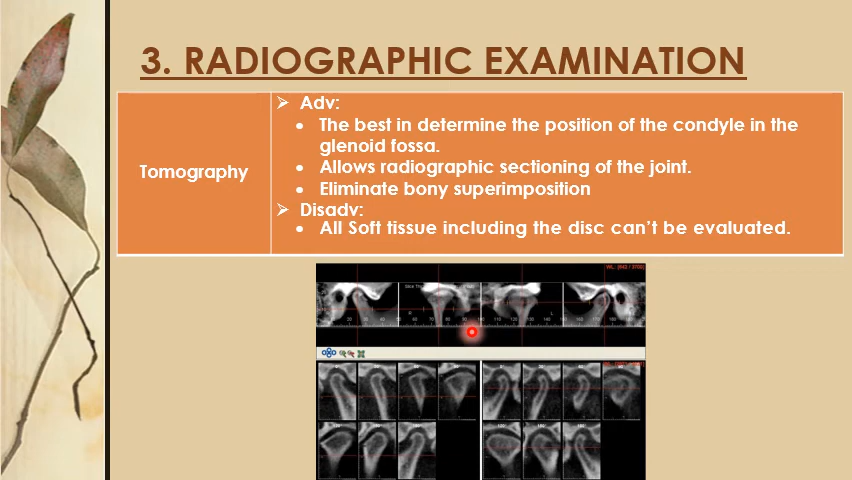 3. RADIOGRAPHIC EXAMINATION
Tomography
➢ Adv:
• The best in determine the position of the condyle in the
glenoid fossa.
• Allows radiographic sectioning of the joint.
• Eliminate bony superimposition
➢ Disadv:
• All Soft tissue including the disc can't be evaluated.